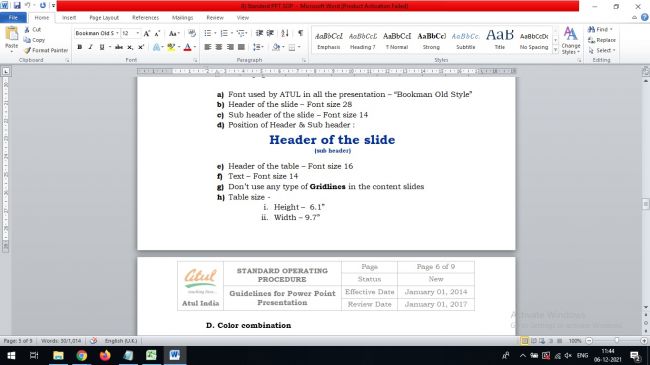 8) Standard PPT SOP - Microsoft Word (Product Activation Failed)
File Home Insert Page Layout References Mailings Review View
Cut
Copy
Paste
Format Painter
Clipboard
Bookman Old S 12
Font
Paragraph
AaBbCcI AaBbCcI AaBbCcI AaBbCc) AaBbCc. AaB AaBbCcDc
Emphasis Heading 7 ¶ Normal Strong Subtitle Title ¶ No Spacing
Change Styles
Styles
Find
Replace
Select
Editing
a) Font used by ATUL in all the presentation – “Bookman Old Style”
b) Header of the slide – Font size 28
c) Sub header of the slide – Font size 14
d) Position of Header & Sub header :
Header of the slide
(sub header)
e) Header of the table – Font size 16
f) Text – Font size 14
g) Don’t use any type of Gridlines in the content slides
h) Table size -
i. Height – 6.1”
ii. Width – 9.7”
atul
Atul India
STANDARD OPERATING PROCEDURE
Guidelines for Power Point Presentation
Page Page 6 of 9
Status New
Effective Date January 01, 2014
Review Date January 01, 2017
D. Color combination
Activate Windows
Go to Settings to activate Windows.
Page: 5 of 9 Words: 30/1,014 English (U.K.) 100%
ENG
11:44
06-12-2021